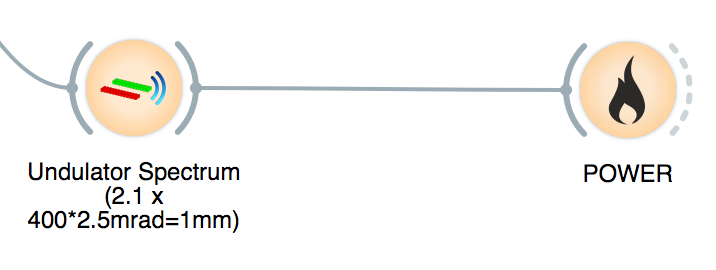 Undulator Spectrum
(2.1 x
400*2.5mrad=1mm)
POWER